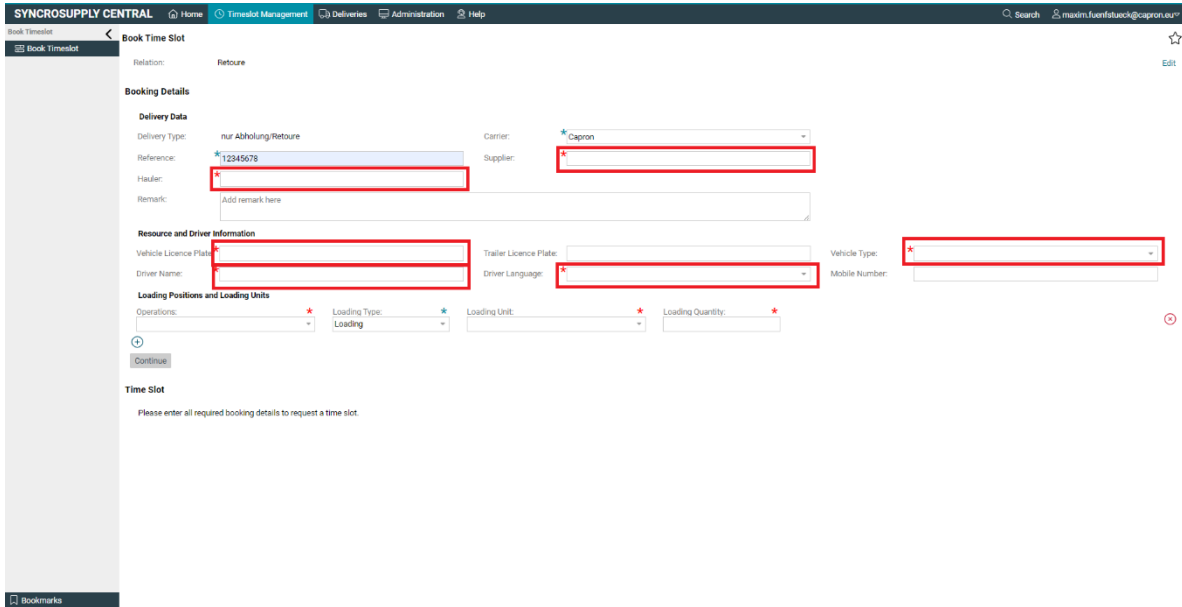 SYNCROSUPPLY CENTRAL Home Timeslot Management Deliveries Administration Help Search maxim.fuenfstueck@capron.eu
Book Timeslot
Book Timeslot
Book Time Slot
Relation: Retoure Edit
Booking Details
Delivery Data
Delivery Type: nur Abholung/Retoure Carrier: * Capron
Reference: * 12345678 Supplier: *
Hauler: *
Remark: Add remark here
Resource and Driver Information
Vehicle Licence Plate * Trailer Licence Plate: Vehicle Type: *
Driver Name: * Driver Language: * Mobile Number:
Loading Positions and Loading Units
Operations: * Loading Type: * Loading Unit: * Loading Quantity: *
Loading
Continue
Time Slot
Please enter all required booking details to request a time slot.
Bookmarks